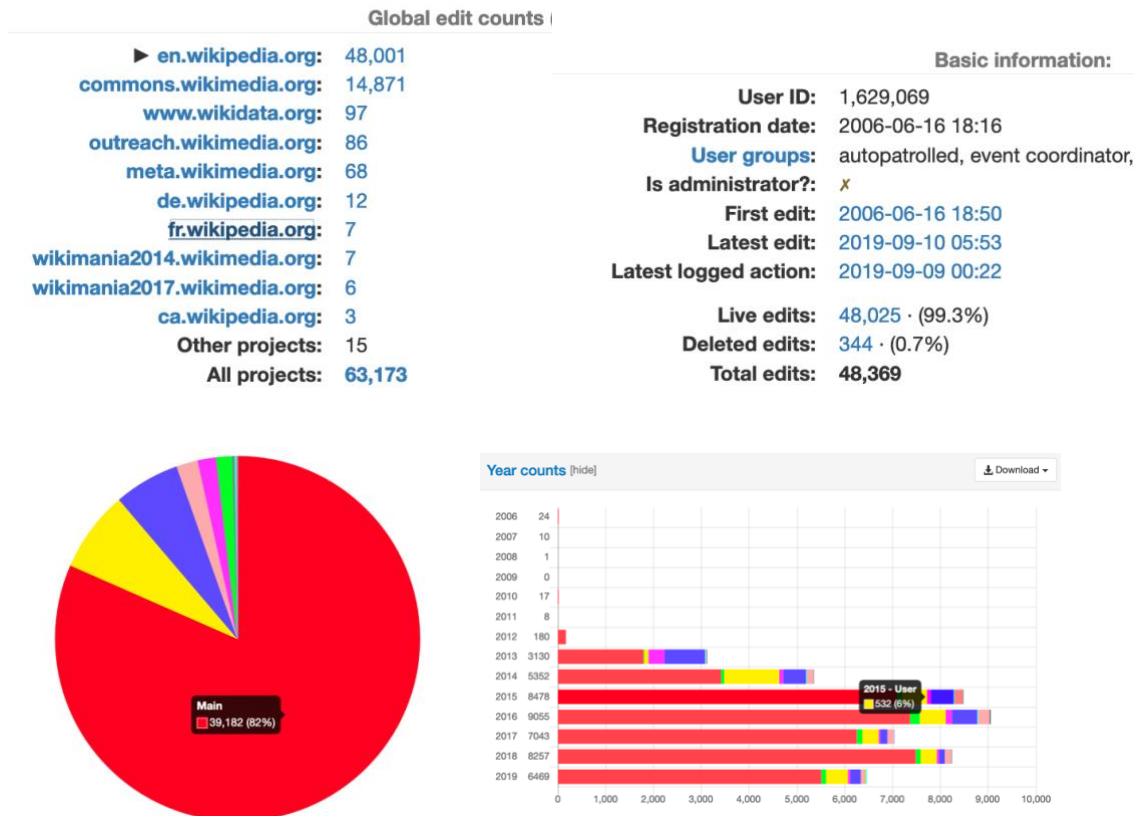 Global edit counts (
▶ en.wikipedia.org: 48,001
commons.wikimedia.org: 14,871
www.wikidata.org: 97
outreach.wikimedia.org: 86
meta.wikimedia.org: 68
de.wikipedia.org: 12
fr.wikipedia.org: 7
wikimania2014.wikimedia.org: 7
wikimania2017.wikimedia.org: 6
ca.wikipedia.org: 3
Other projects: 15
All projects: 63,173
Basic information:
User ID: 1,629,069
Registration date: 2006-06-16 18:16
User groups: autopatrolled, event coordinator,
Is administrator?: ✗
First edit: 2006-06-16 18:50
Latest edit: 2019-09-10 05:53
Latest logged action: 2019-09-09 00:22
Live edits: 48,025 · (99.3%)
Deleted edits: 344 · (0.7%)
Total edits: 48,369
Main
39,182 (82%)
Year counts [hide]
Download
2006 24
2007 10
2008 1
2009 0
2010 17
2011 8
2012 180
2013 3130
2014 5352
2015 8478
2015 - User
532 (6%)
2016 9055
2017 7043
2018 8257
2019 6469
0 1,000 2,000 3,000 4,000 5,000 6,000 7,000 8,000 9,000 10,000